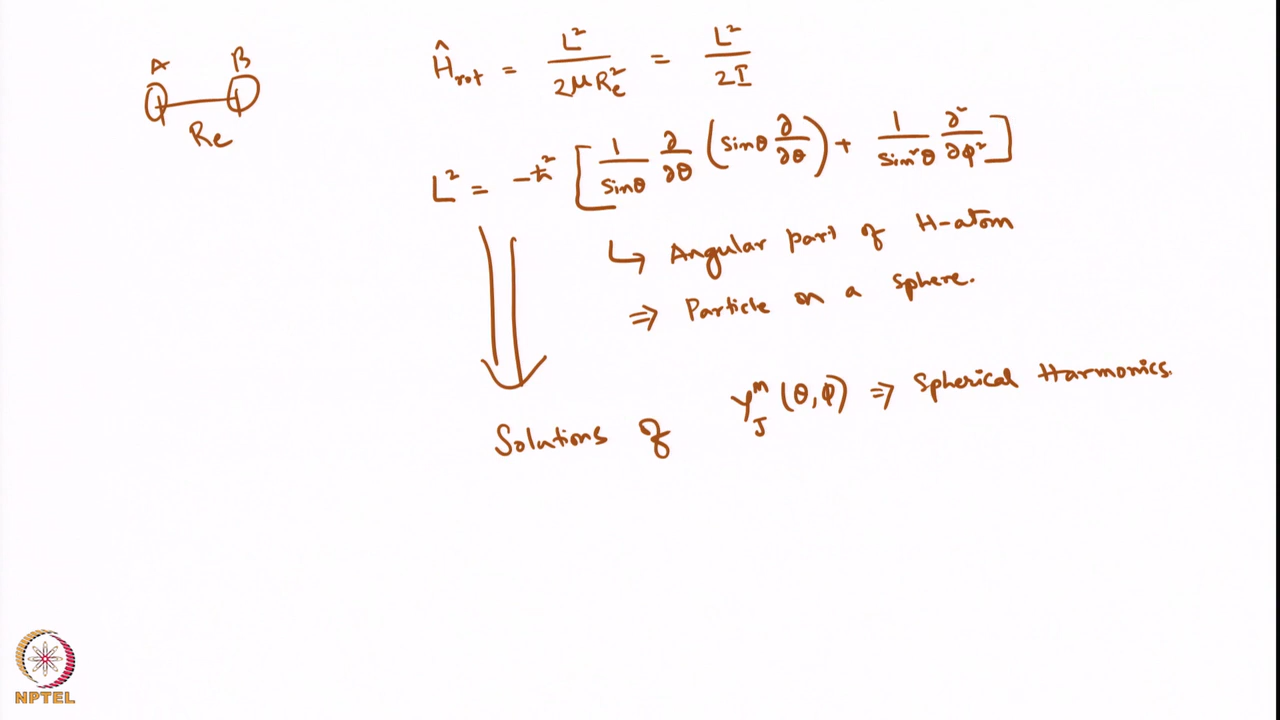 A B
Re
Ĥrot = L² / 2μRe² = L² / 2I
L² = -ħ² [ 1/sinθ ∂/∂θ (sinθ ∂/∂θ) + 1/sin²θ ∂²/∂φ² ]
↳ Angular part of H-atom
⇒ Particle on a sphere.
Solutions of Y_J^m (θ,φ) ⇒ Spherical Harmonics.
NPTEL